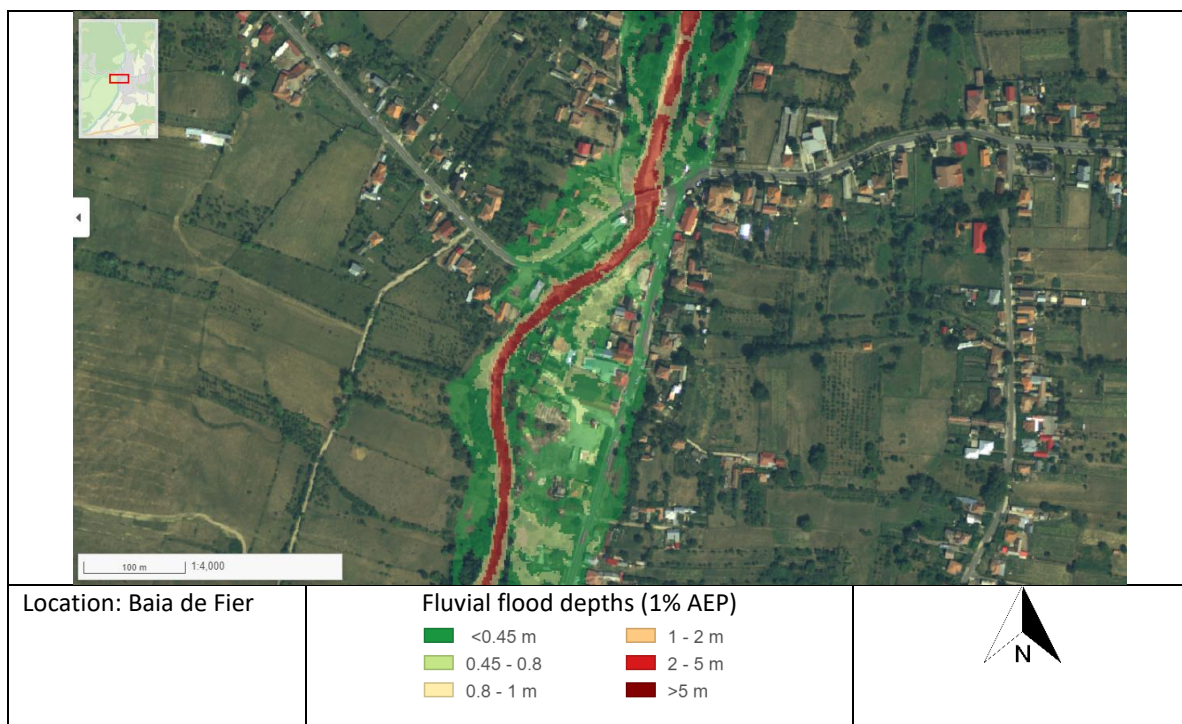 100 m 1:4,000
Location: Baia de Fier
Fluvial flood depths (1% AEP)
<0.45 m
1 - 2 m
0.45 - 0.8
2 - 5 m
0.8 - 1 m
>5 m
N